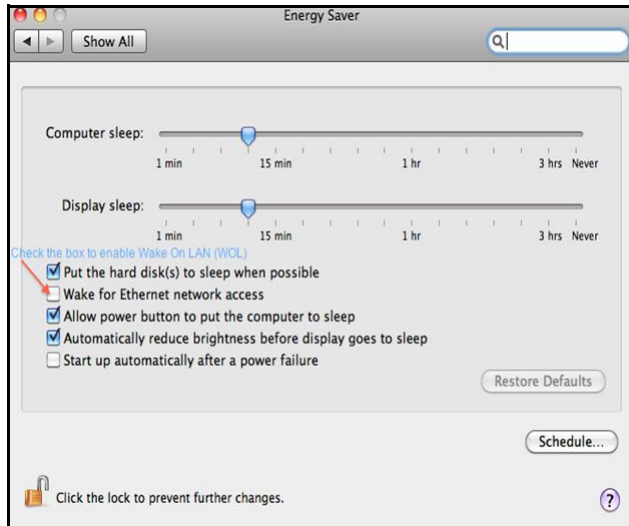 Energy Saver
Show All
Computer sleep:
1 min 15 min 1 hr 3 hrs Never
Display sleep:
1 min 15 min 1 hr 3 hrs Never
Check the box to enable Wake On LAN (WOL)
Put the hard disk(s) to sleep when possible
Wake for Ethernet network access
Allow power button to put the computer to sleep
Automatically reduce brightness before display goes to sleep
Start up automatically after a power failure
Restore Defaults
Schedule...
Click the lock to prevent further changes.
?